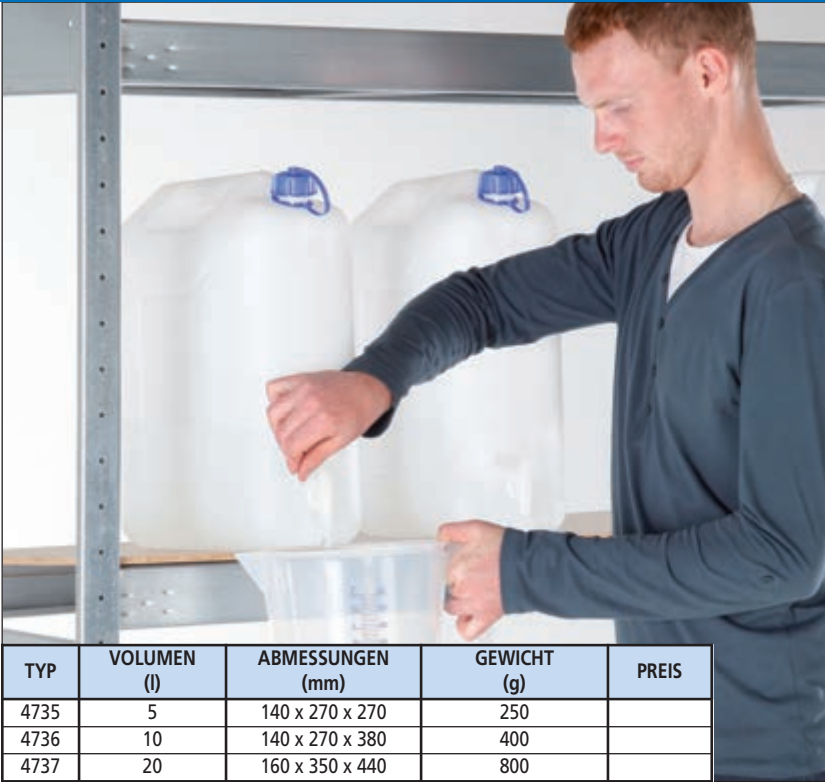 TYP VOLUMEN (l) ABMESSUNGEN (mm) GEWICHT (g) PREIS
4735 5 140 x 270 x 270 250
4736 10 140 x 270 x 380 400
4737 20 160 x 350 x 440 800